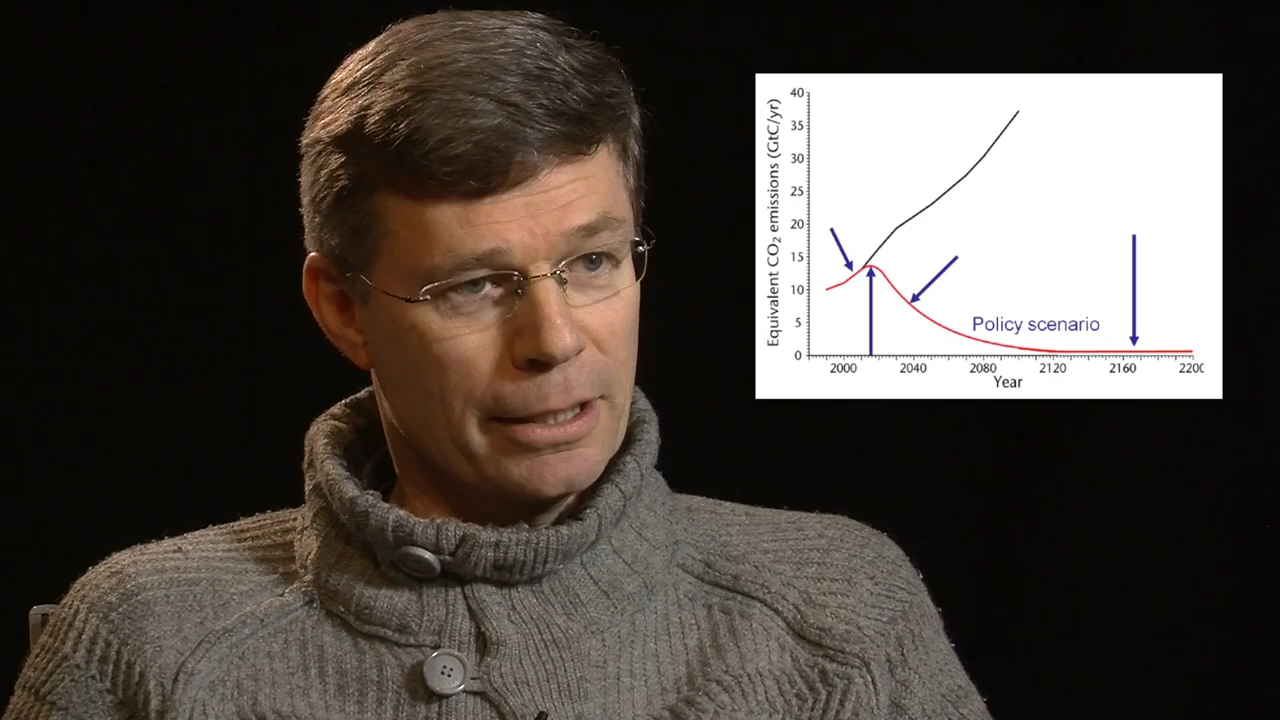 Equivalent CO₂ emissions (GtC/yr)
40
35
30
25
20
15
10
5
0
Policy scenario
2000 2040 2080 2120 2160 2200
Year